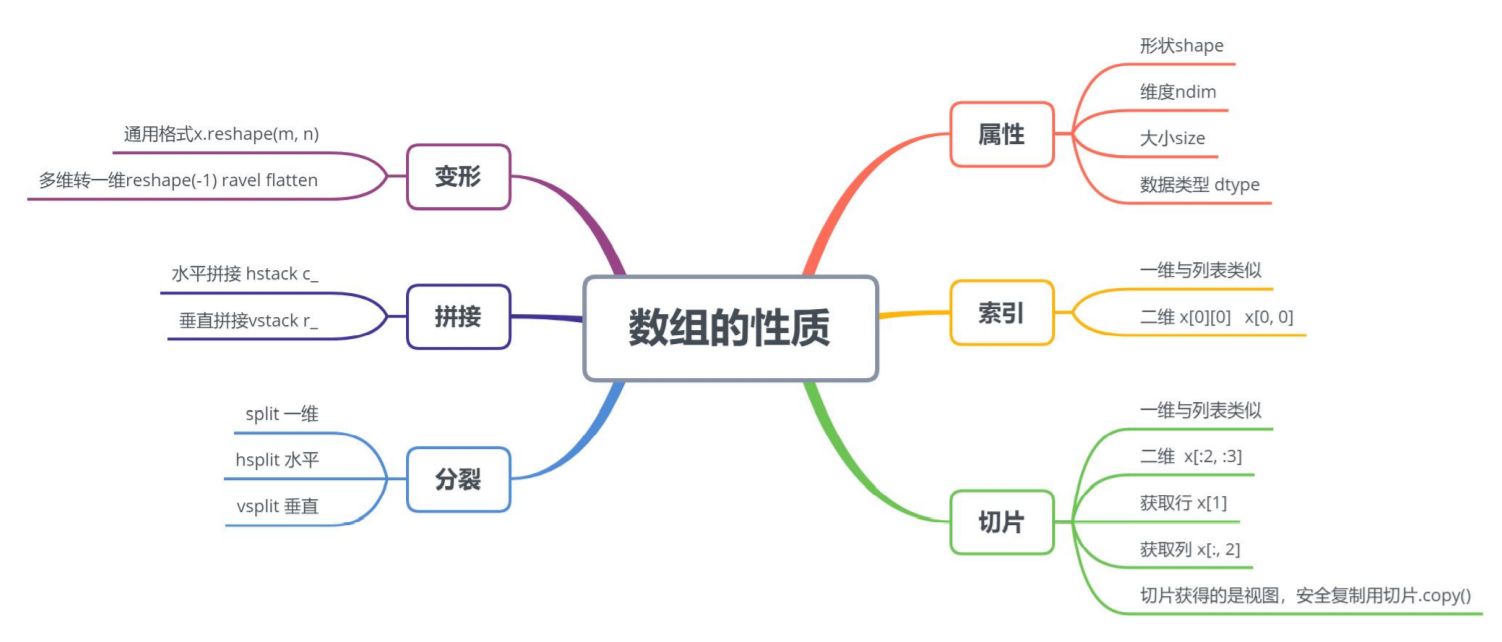 数组的性质
属性
形状shape
维度ndim
大小size
数据类型 dtype
索引
一维与列表类似
二维 x[0][0]   x[0, 0]
切片
一维与列表类似
二维  x[:2, :3]
获取行 x[1]
获取列 x[:, 2]
切片获得的是视图，安全复制用切片.copy()
变形
通用格式x.reshape(m, n)
多维转一维reshape(-1) ravel flatten
拼接
水平拼接 hstack c_
垂直拼接vstack r_
分裂
split 一维
hsplit 水平
vsplit 垂直